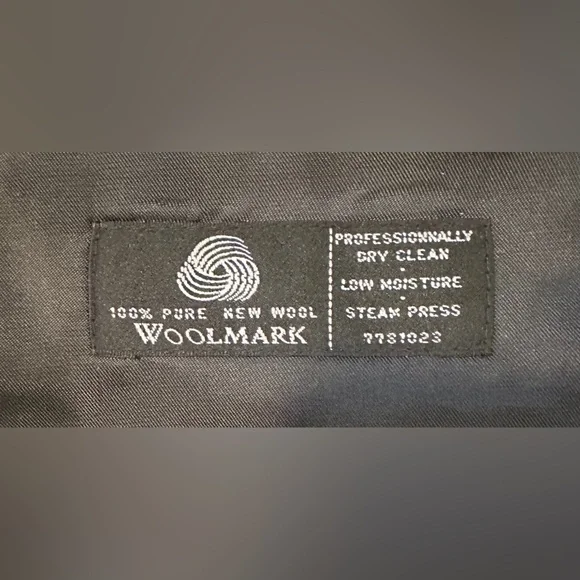 100% PURE NEW WOOL
WOOLMARK
PROFESSIONNALLY
DRY CLEAN
·
LOW MOISTURE
·
STEAM PRESS
7781023